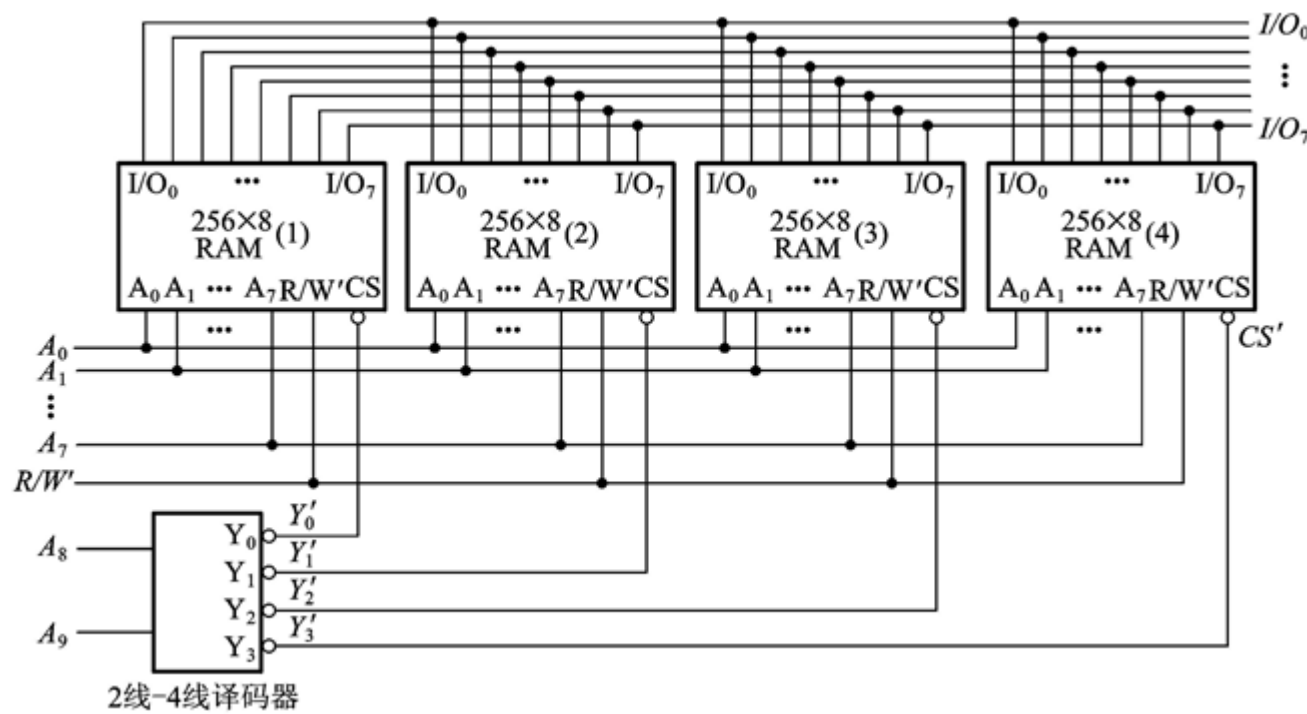 I/O₀
⋮
I/O₇
I/O₀ ··· I/O₇
256×8 (1)
RAM
A₀ A₁ ··· A₇ R/W' CS
I/O₀ ··· I/O₇
256×8 (2)
RAM
A₀ A₁ ··· A₇ R/W' CS
I/O₀ ··· I/O₇
256×8 (3)
RAM
A₀ A₁ ··· A₇ R/W' CS
I/O₀ ··· I/O₇
256×8 (4)
RAM
A₀ A₁ ··· A₇ R/W' CS
··· ··· ··· ···
CS'
A₀
A₁
⋮
A₇
R/W'
A₈
A₉
Y₀ Y₀'
Y₁ Y₁'
Y₂ Y₂'
Y₃ Y₃'
2线-4线译码器